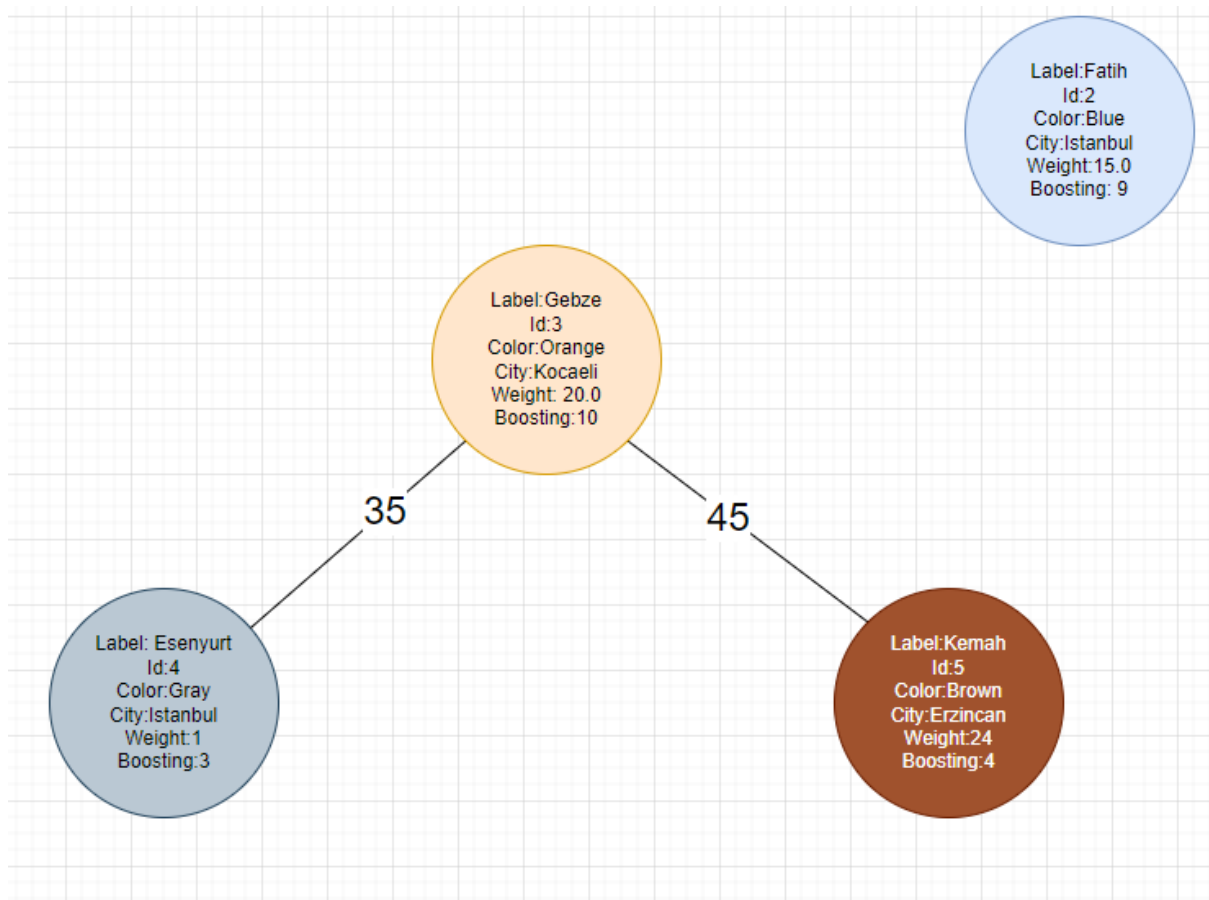 Label:Fatih
Id:2
Color:Blue
City:Istanbul
Weight:15.0
Boosting: 9
Label:Gebze
Id:3
Color:Orange
City:Kocaeli
Weight: 20.0
Boosting:10
35
45
Label: Esenyurt
Id:4
Color:Gray
City:Istanbul
Weight:1
Boosting:3
Label:Kemah
Id:5
Color:Brown
City:Erzincan
Weight:24
Boosting:4